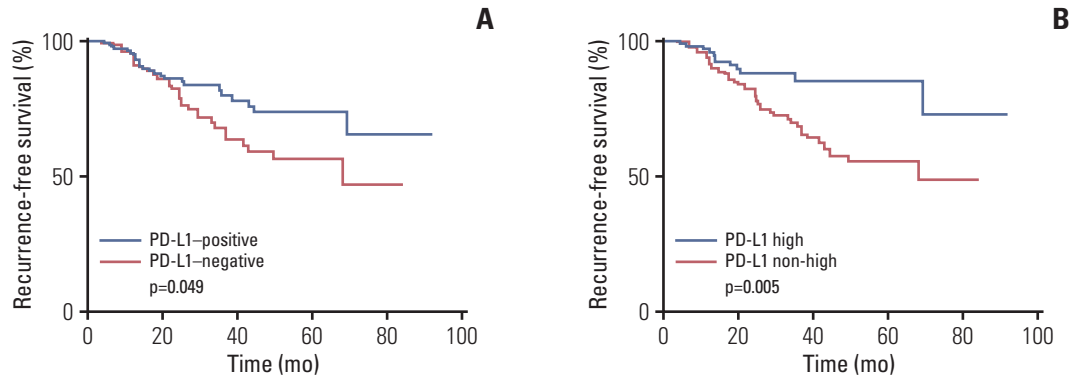 A
Recurrence-free survival (%)
100
50
0
PD-L1–positive
PD-L1–negative
p=0.049
0 20 40 60 80 100
Time (mo)
B
Recurrence-free survival (%)
100
50
0
PD-L1 high
PD-L1 non-high
p=0.005
0 20 40 60 80 100
Time (mo)